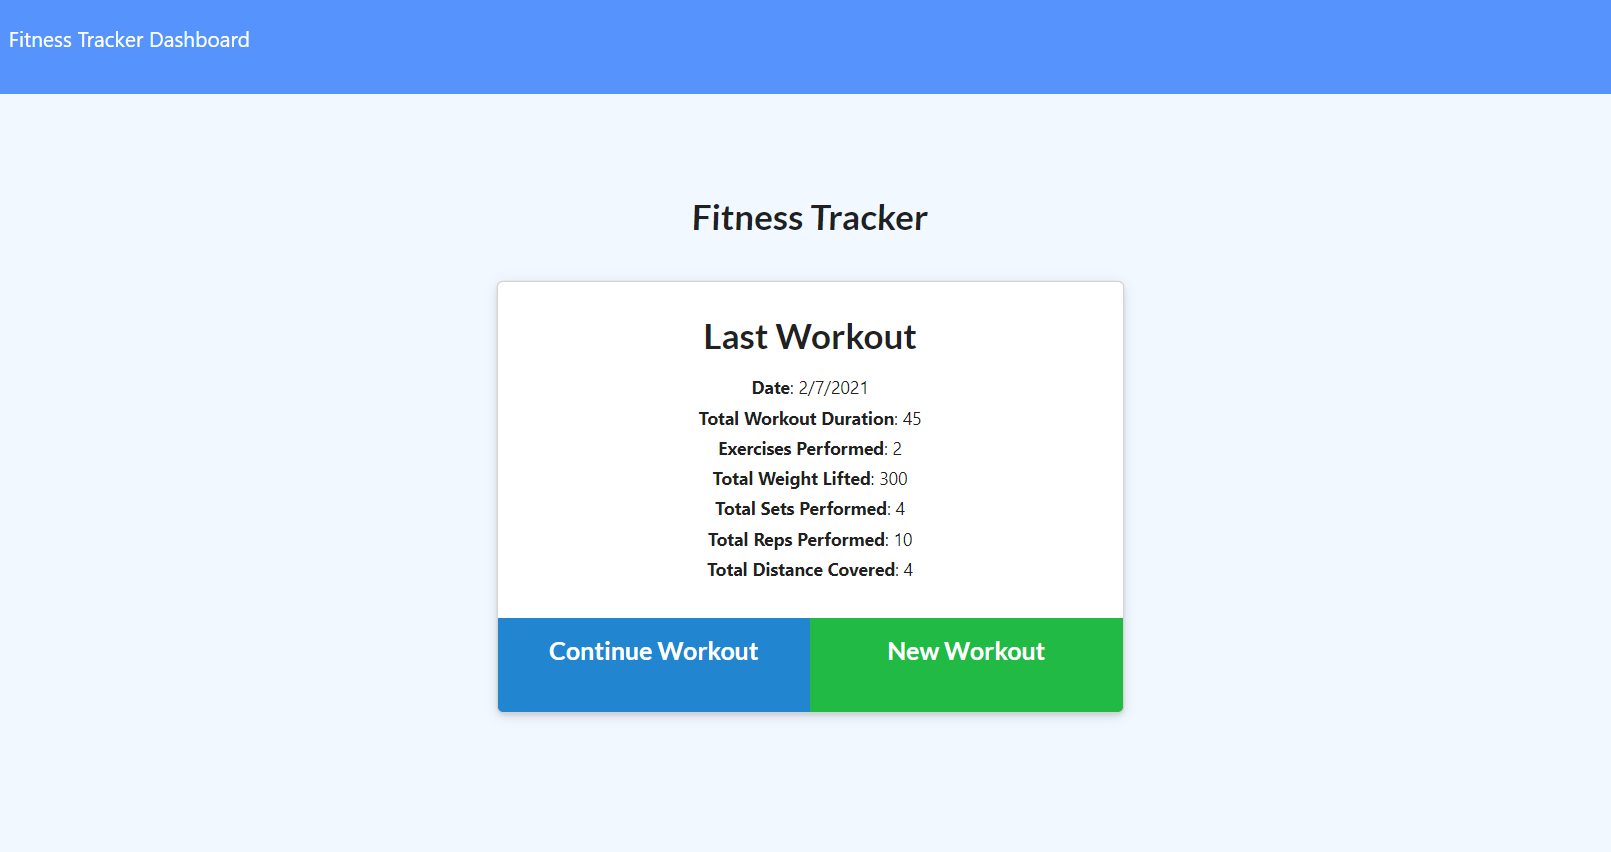 Fitness Tracker Dashboard
Fitness Tracker
Last Workout
Date: 2/7/2021
Total Workout Duration: 45
Exercises Performed: 2
Total Weight Lifted: 300
Total Sets Performed: 4
Total Reps Performed: 10
Total Distance Covered: 4
Continue Workout
New Workout